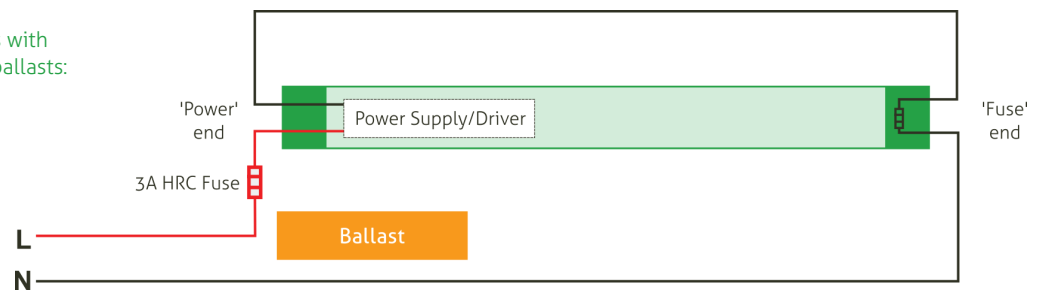 with
ballasts:
'Power'
end
Power Supply/Driver
'Fuse'
end
3A HRC Fuse
Ballast
L
N